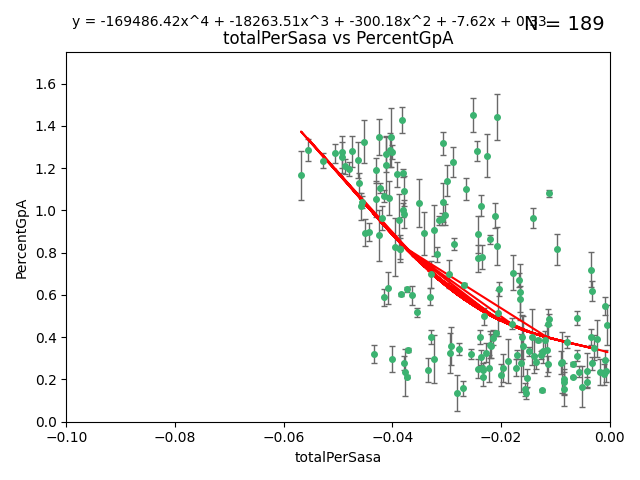 y = -169486.42x^4 + -18263.51x^3 + -300.18x^2 + -7.62x + 0.33
N = 189
totalPerSasa vs PercentGpA
1.6
1.4
1.2
1.0
0.8
0.6
0.4
0.2
0.0
PercentGpA
-0.10 -0.08 -0.06 -0.04 -0.02 0.00
totalPerSasa